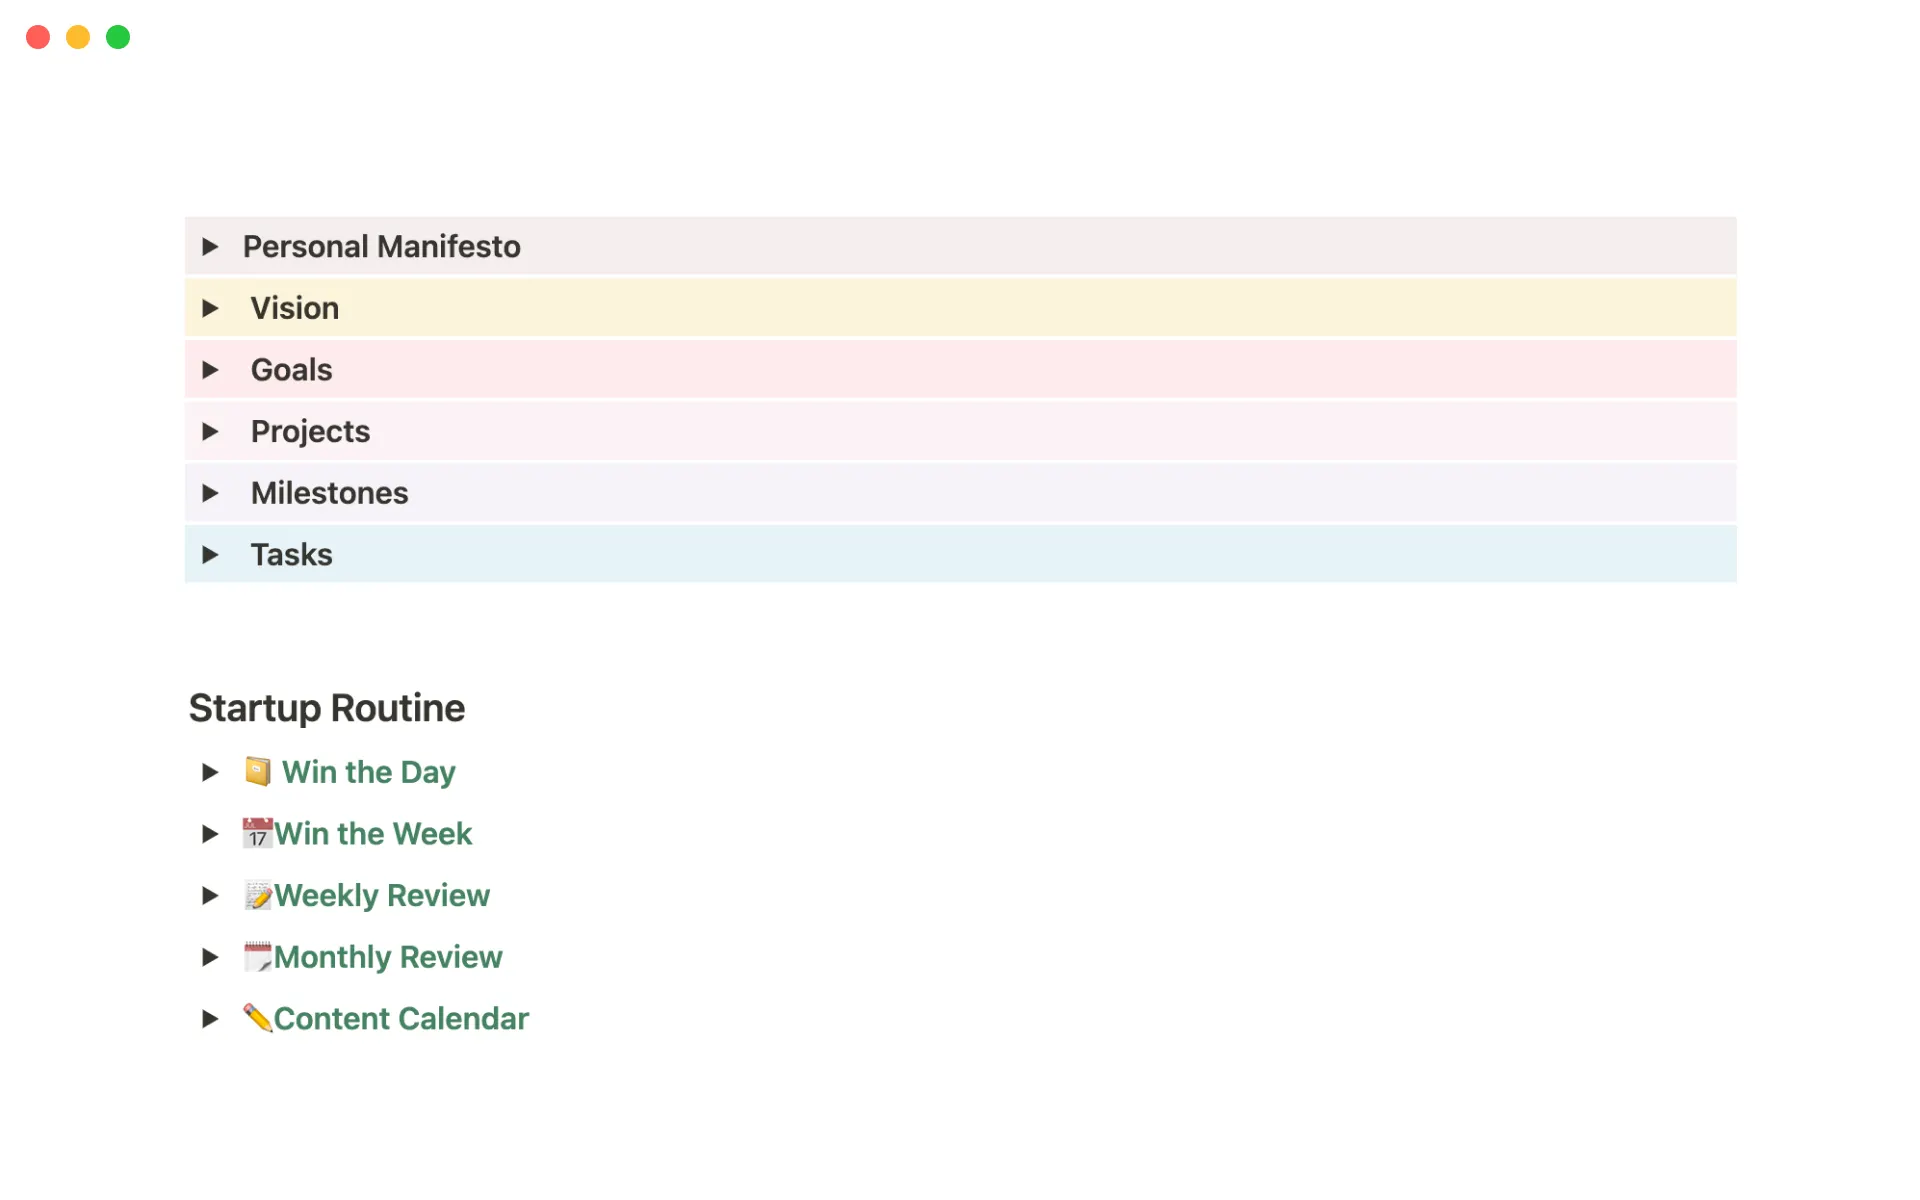 Personal Manifesto
Vision
Goals
Projects
Milestones
Tasks
Startup Routine
📒 Win the Day
📅Win the Week
📝Weekly Review
🗓Monthly Review
✏️Content Calendar